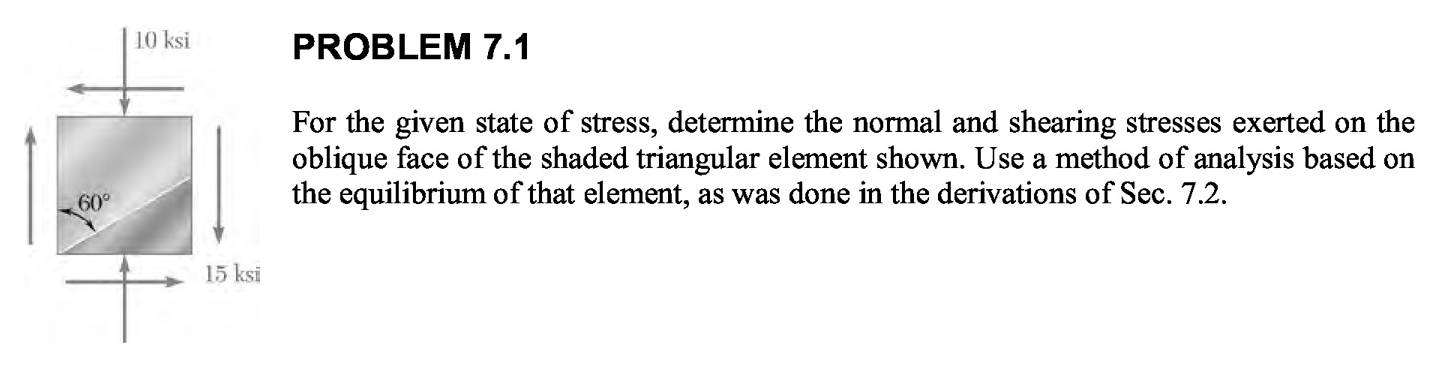 10 ksi
PROBLEM 7.1
For the given state of stress, determine the normal and shearing stresses exerted on the
oblique face of the shaded triangular element shown. Use a method of analysis based on
the equilibrium of that element, as was done in the derivations of Sec. 7.2.
60°
15 ksi